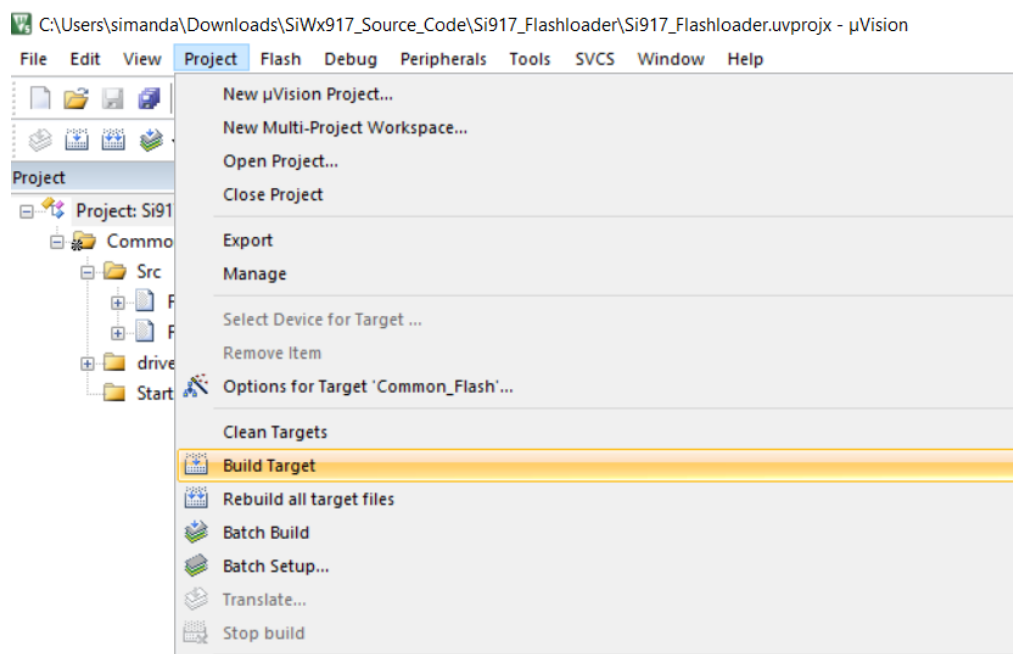 C:\Users\simanda\Downloads\SiWx917_Source_Code\Si917_Flashloader\Si917_Flashloader.uvprojx - µVision
File Edit View Project Flash Debug Peripherals Tools SVCS Window Help
New µVision Project...
New Multi-Project Workspace...
Open Project...
Close Project
Export
Manage
Select Device for Target ...
Remove Item
Options for Target 'Common_Flash'...
Clean Targets
Build Target
Rebuild all target files
Batch Build
Batch Setup...
Translate...
Stop build
Project
Project: Si91
Commo
Src
F
F
drive
Start